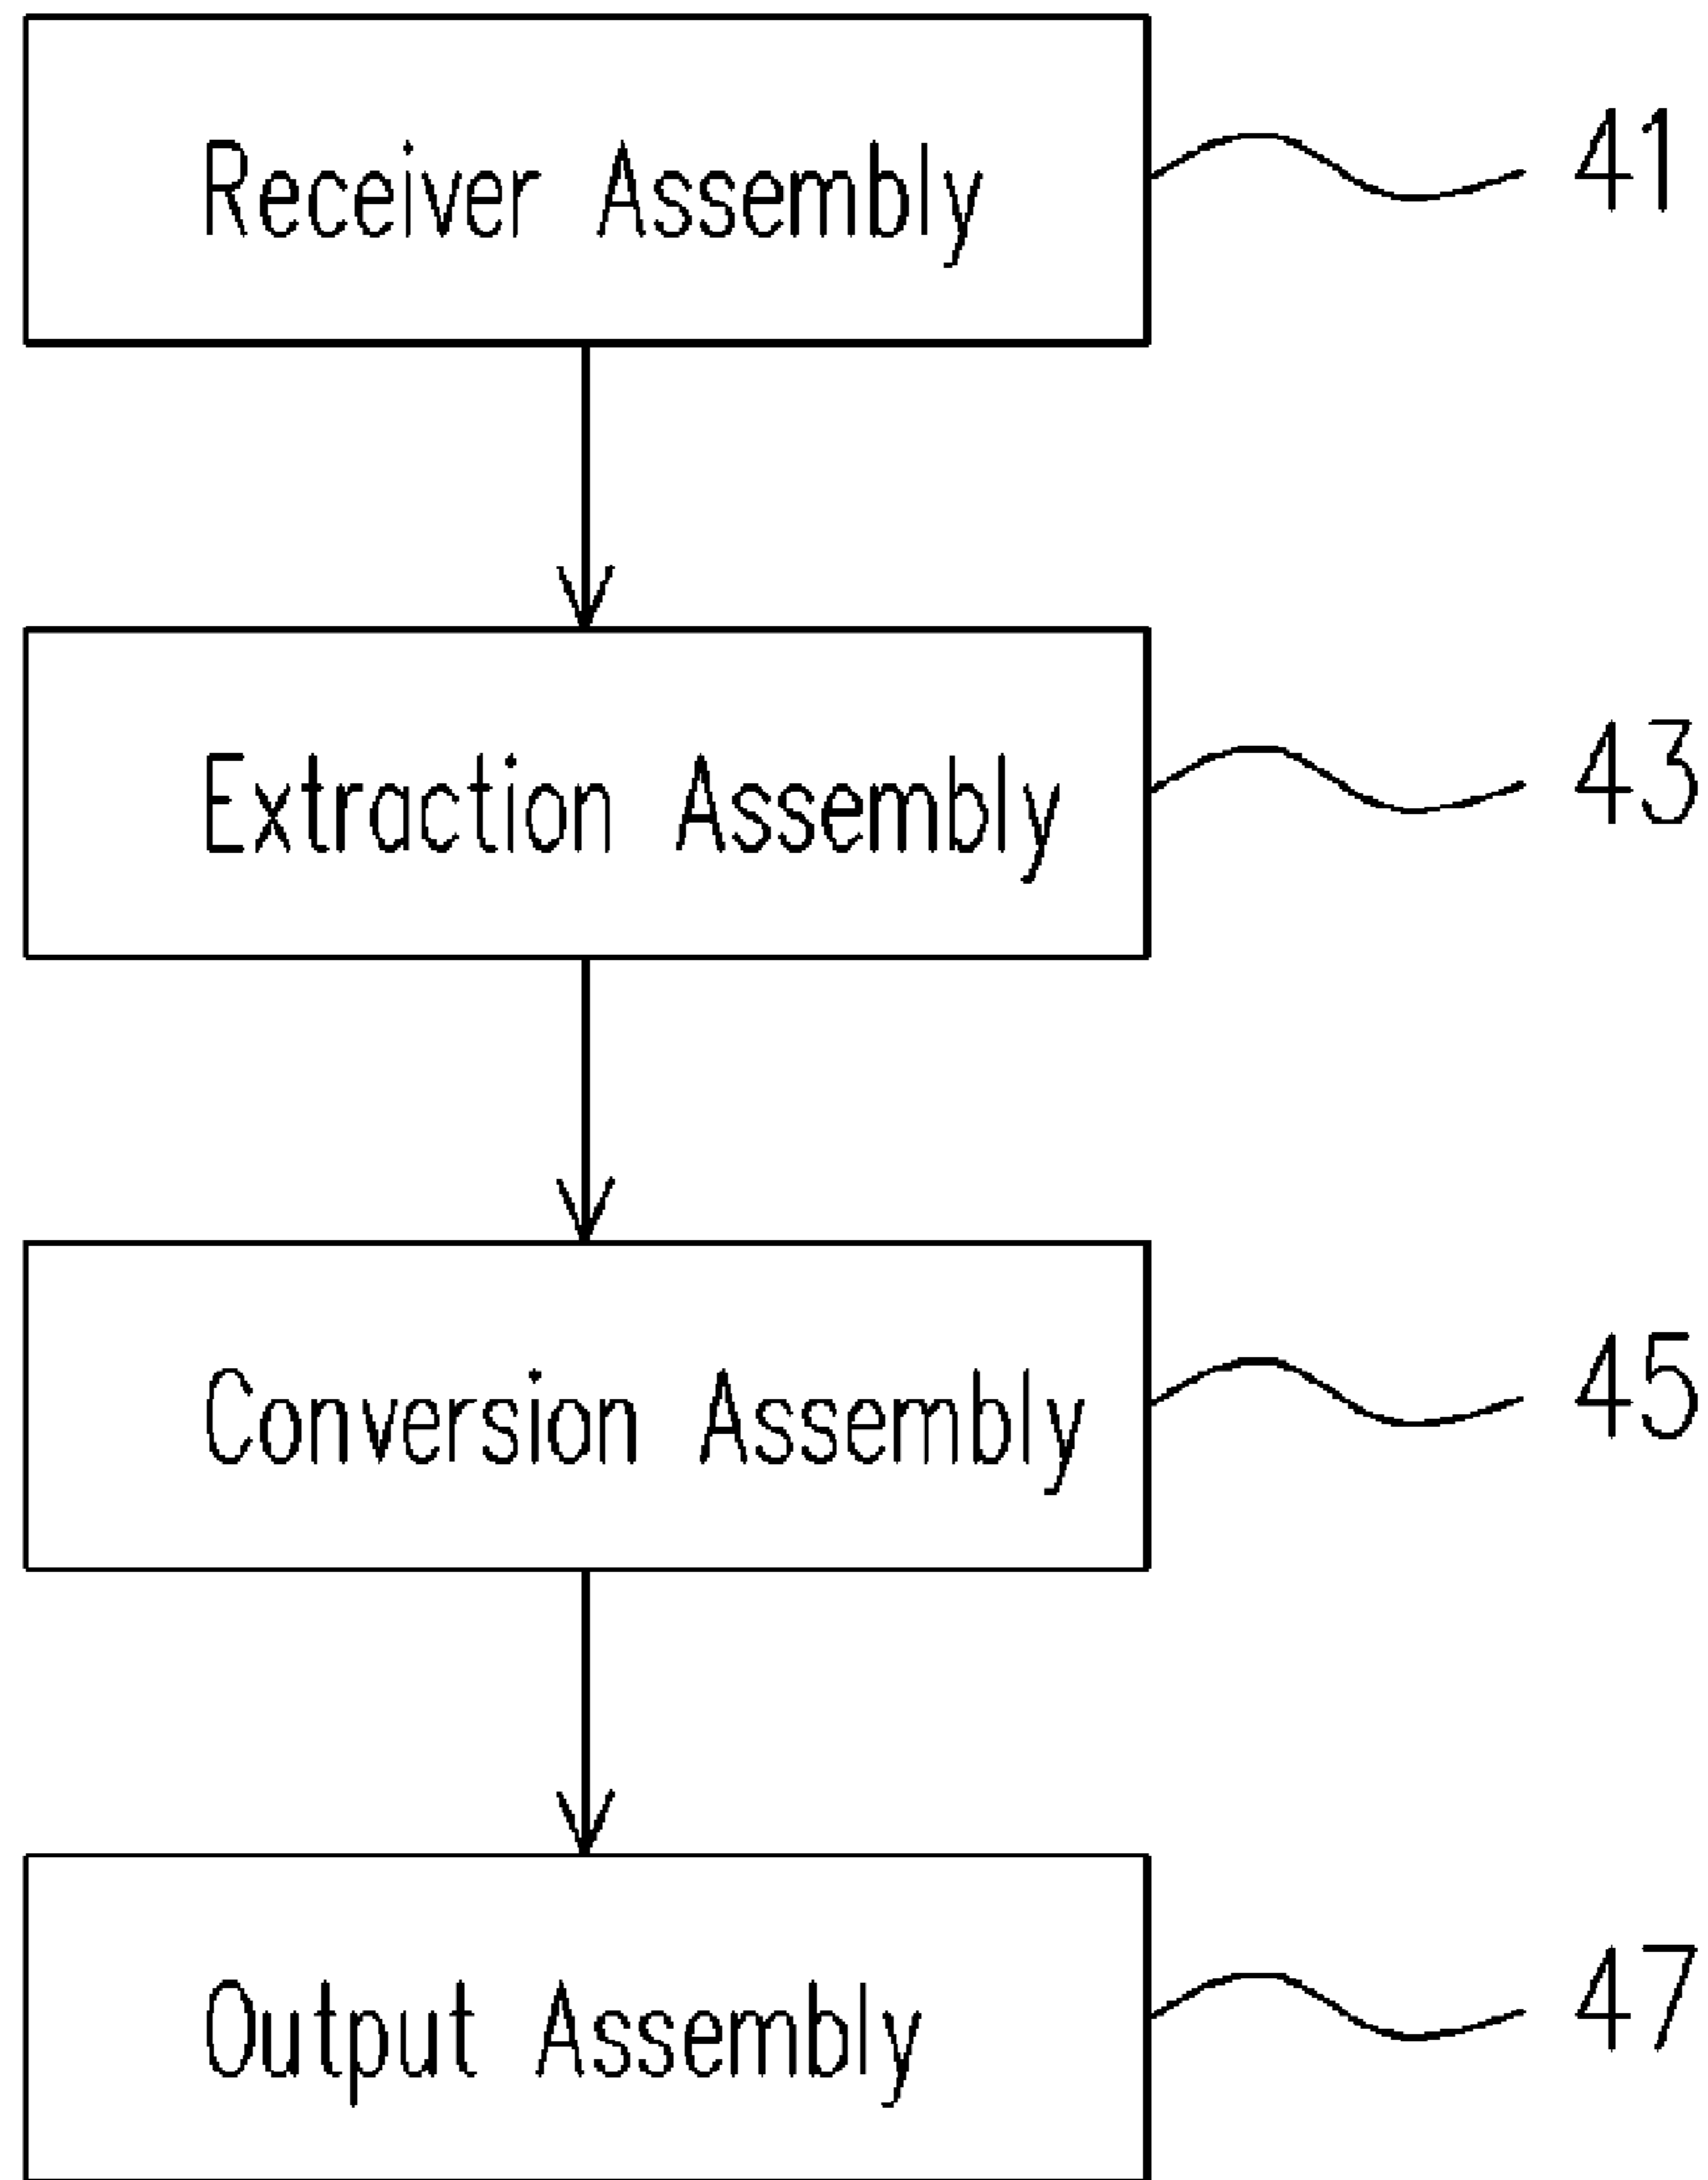 Receiver Assembly 41
Extraction Assembly 43
Conversion Assembly 45
Output Assembly 47